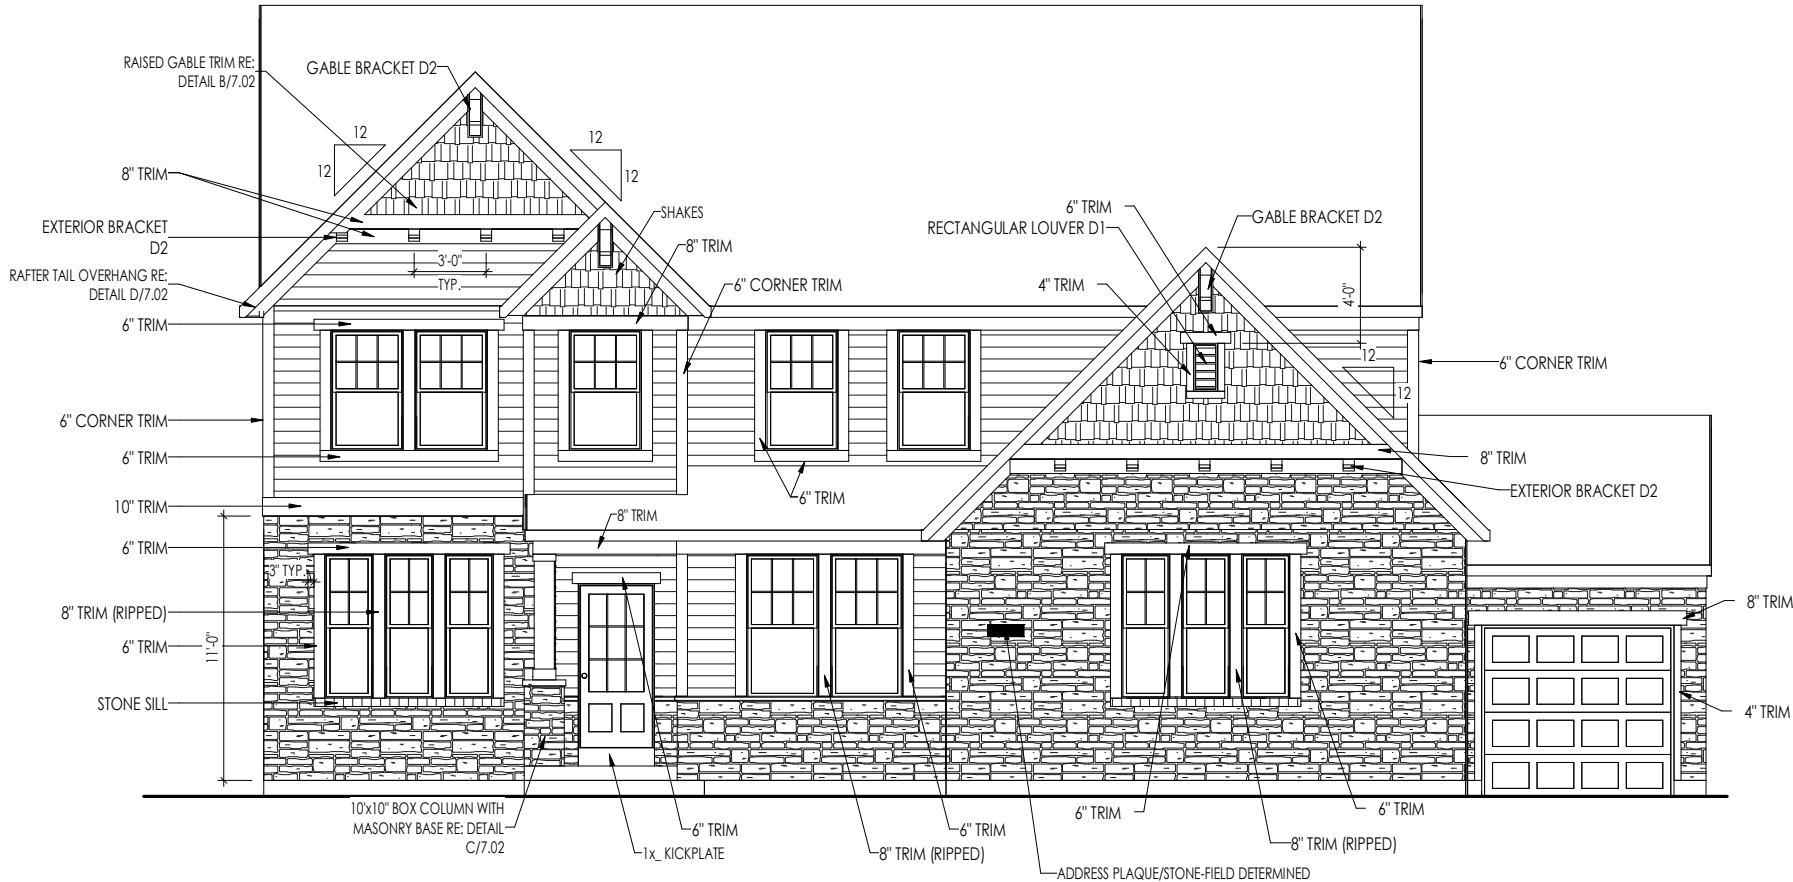 RAISED GABLE TRIM RE:
DETAIL B/7.02
GABLE BRACKET D2
12
12
12
12
8" TRIM
EXTERIOR BRACKET
D2
3'-0"
TYP.
RAFTER TAIL OVERHANG RE:
DETAIL D/7.02
SHAKES
8" TRIM
6" CORNER TRIM
6" TRIM
RECTANGULAR LOUVER D1
GABLE BRACKET D2
4" TRIM
4'-0"
12
12
6" CORNER TRIM
6" TRIM
6" CORNER TRIM
6" TRIM
6" TRIM
8" TRIM
EXTERIOR BRACKET D2
10" TRIM
8" TRIM
6" TRIM
3" TYP.
8" TRIM (RIPPED)
6" TRIM
11'-0"
STONE SILL
8" TRIM
4" TRIM
10'x10" BOX COLUMN WITH
MASONRY BASE RE: DETAIL
C/7.02
6" TRIM
1x_ KICKPLATE
6" TRIM
8" TRIM (RIPPED)
6" TRIM
6" TRIM
8" TRIM (RIPPED)
ADDRESS PLAQUE/STONE-FIELD DETERMINED